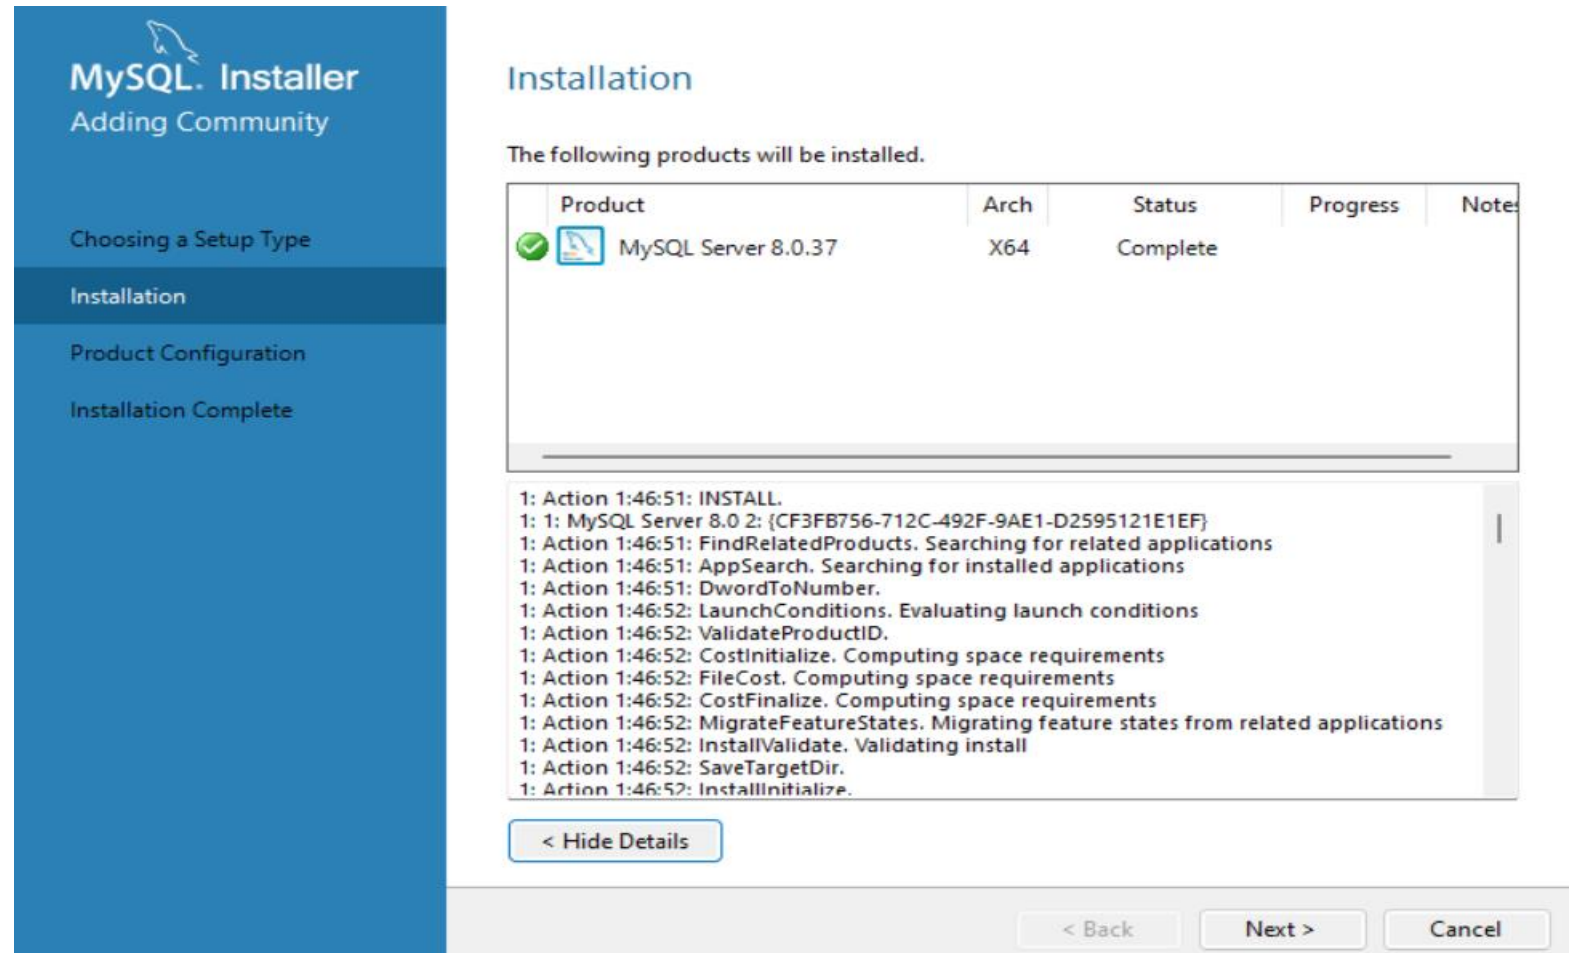 MySQL. Installer
Adding Community
Choosing a Setup Type
Installation
Product Configuration
Installation Complete
Installation
The following products will be installed.
Product Arch Status Progress Notes
MySQL Server 8.0.37 X64 Complete
1: Action 1:46:51: INSTALL.
1: 1: MySQL Server 8.0 2: {CF3FB756-712C-492F-9AE1-D2595121E1EF}
1: Action 1:46:51: FindRelatedProducts. Searching for related applications
1: Action 1:46:51: AppSearch. Searching for installed applications
1: Action 1:46:51: DwordToNumber.
1: Action 1:46:52: LaunchConditions. Evaluating launch conditions
1: Action 1:46:52: ValidateProductID.
1: Action 1:46:52: CostInitialize. Computing space requirements
1: Action 1:46:52: FileCost. Computing space requirements
1: Action 1:46:52: CostFinalize. Computing space requirements
1: Action 1:46:52: MigrateFeatureStates. Migrating feature states from related applications
1: Action 1:46:52: InstallValidate. Validating install
1: Action 1:46:52: SaveTargetDir.
1: Action 1:46:52: InstallInitialize.
< Hide Details
< Back Next > Cancel